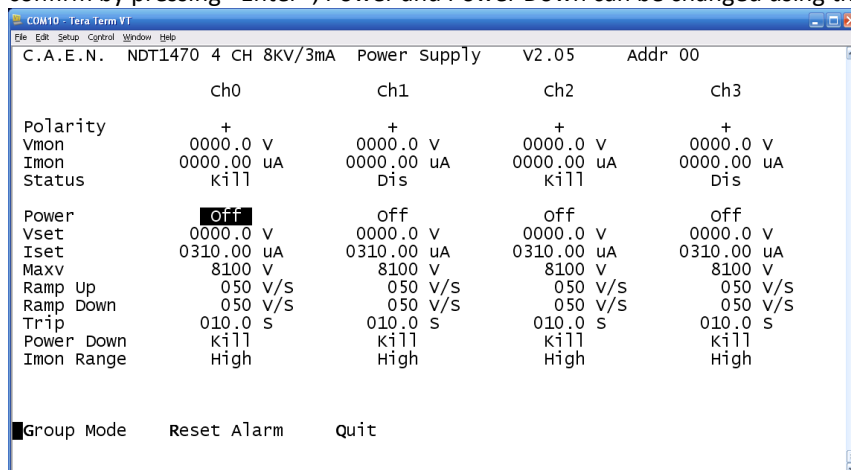 confirm by pressing "Enter", Power and Power Down can be changed using th
COM10 - Tera Term VT
File Edit Setup Control Window Help
C.A.E.N. NDT1470 4 CH 8KV/3mA Power Supply V2.05 Addr 00
Ch0 Ch1 Ch2 Ch3
Polarity + + + +
Vmon 0000.0 V 0000.0 V 0000.0 V 0000.0 V
Imon 0000.00 uA 0000.00 uA 0000.00 uA 0000.00 uA
Status Kill Dis Kill Dis
Power Off Off Off Off
Vset 0000.0 V 0000.0 V 0000.0 V 0000.0 V
Iset 0310.00 uA 0310.00 uA 0310.00 uA 0310.00 uA
Maxv 8100 V 8100 V 8100 V 8100 V
Ramp Up 050 V/S 050 V/S 050 V/S 050 V/S
Ramp Down 050 V/S 050 V/S 050 V/S 050 V/S
Trip 010.0 S 010.0 S 010.0 S 010.0 S
Power Down Kill Kill Kill Kill
Imon Range High High High High
Group Mode Reset Alarm Quit